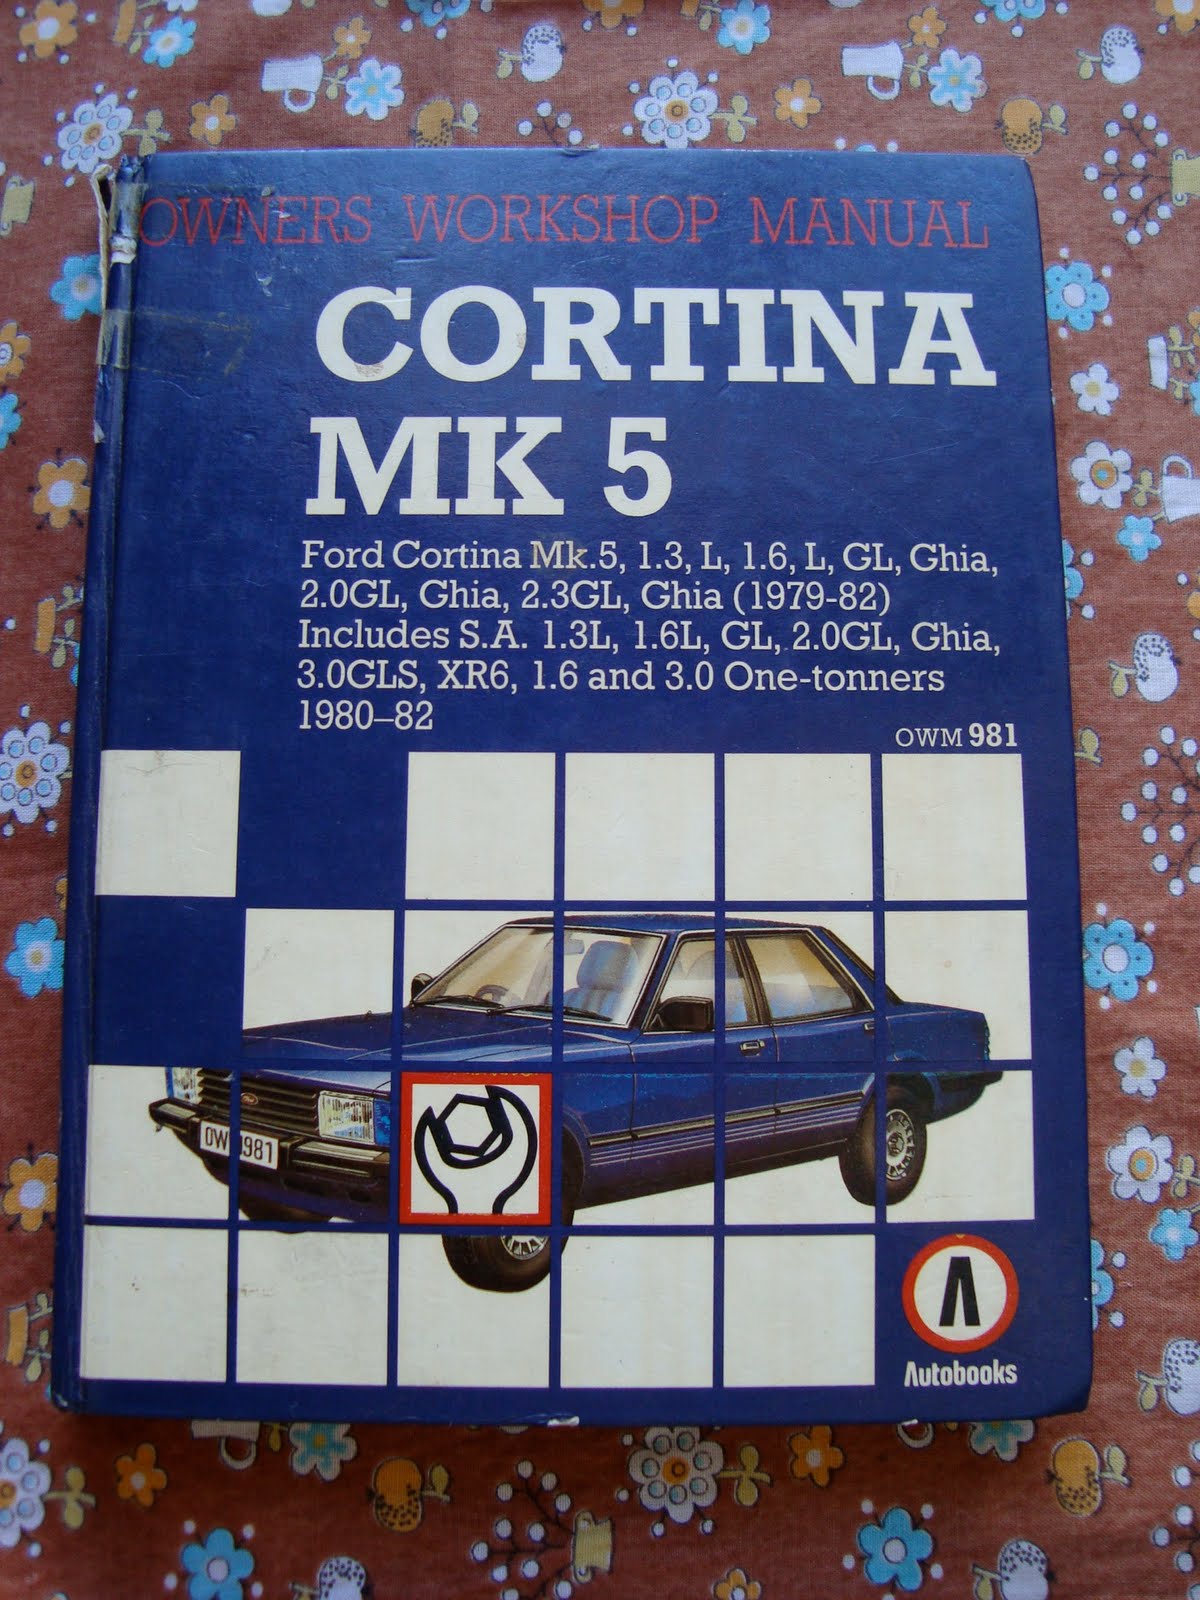 OWNERS WORKSHOP MANUAL
CORTINA
MK 5
Ford Cortina Mk.5, 1.3, L, 1.6, L, GL, Ghia,
2.0GL, Ghia, 2.3GL, Ghia (1979-82)
Includes S.A. 1.3L, 1.6L, GL, 2.0GL, Ghia,
3.0GLS, XR6, 1.6 and 3.0 One-tonners
1980–82
OWM 981
OW 981
Autobooks